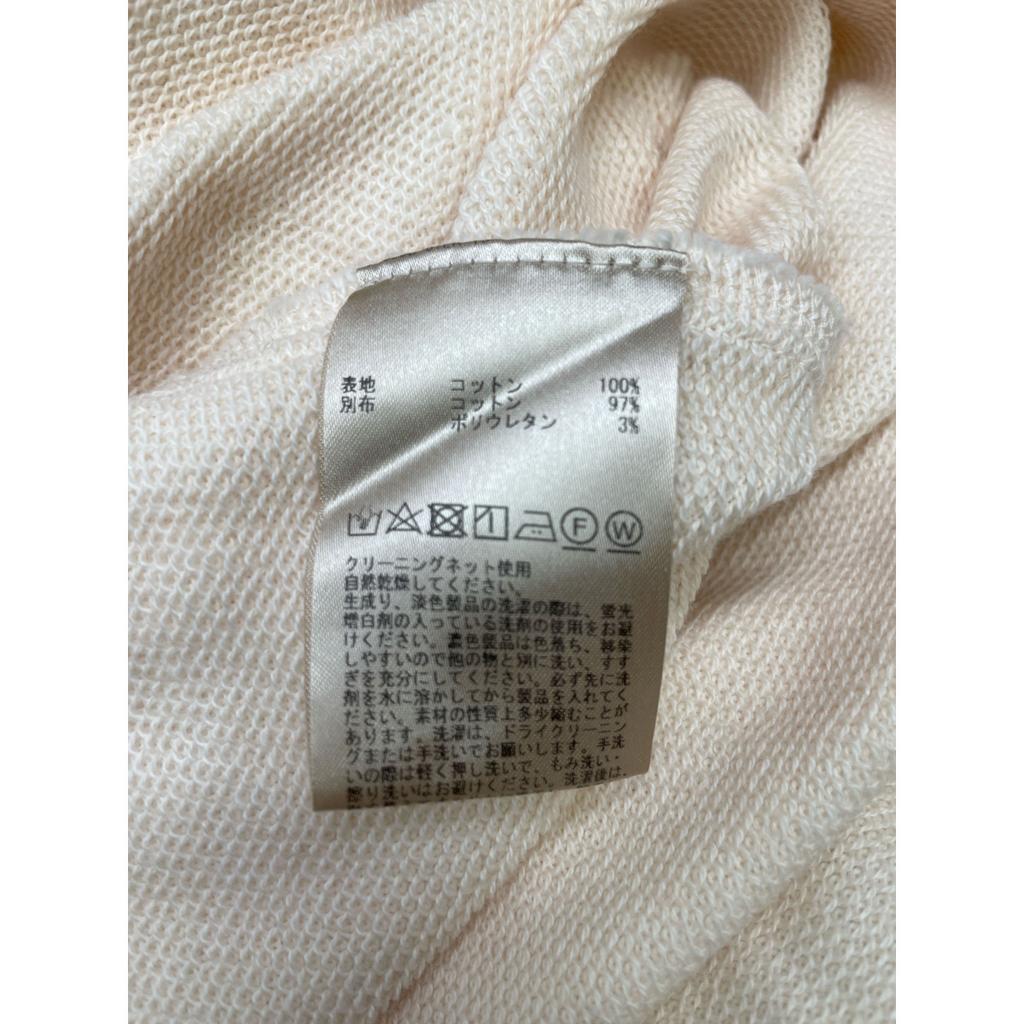 表地 コットン 100%
別布 コットン 97%
ポリウレタン 3%
F W
クリーニングネット使用
自然乾燥してください。
生成り、淡色製品の洗濯の際は、蛍光
増白剤の入っている洗剤の使用をお避
けください。濃色製品は色落ち、移染
しやすいので他の物と別に洗い、すす
ぎを充分にしてください。必ず先に洗
剤を水に溶かしてから製品を入れてく
ださい。素材の性質上多少縮むことが
あります。洗濯は、ドライクリーニン
グまたは手洗いでお願いします。手洗
いの際は軽く押し洗いで、もみ洗い・
擦り洗いはお避けください。洗濯後は、